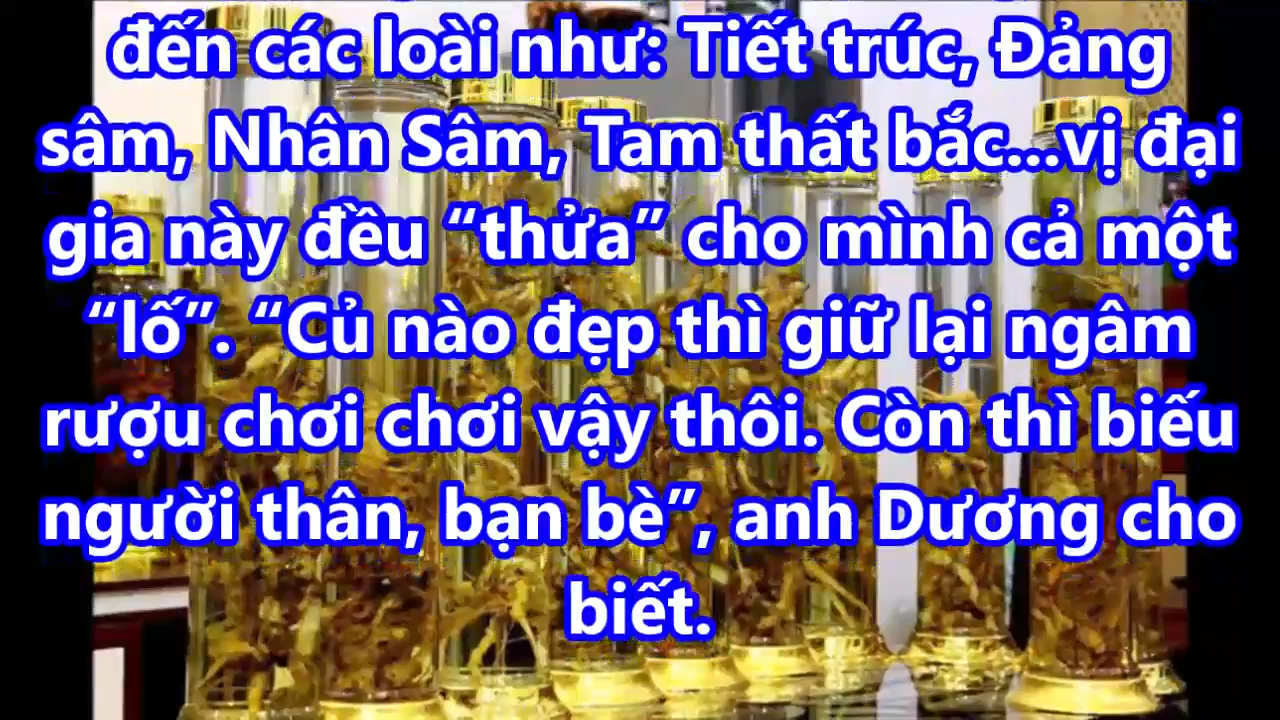 đến các loài như: Tiết trúc, Đảng
sâm, Nhân Sâm, Tam thất bắc...vị đại
gia này đều “thửa” cho mình cả một
“lố”. “Củ nào đẹp thì giữ lại ngâm
rượu chơi chơi vậy thôi. Còn thì biếu
người thân, bạn bè”, anh Dương cho
biết.